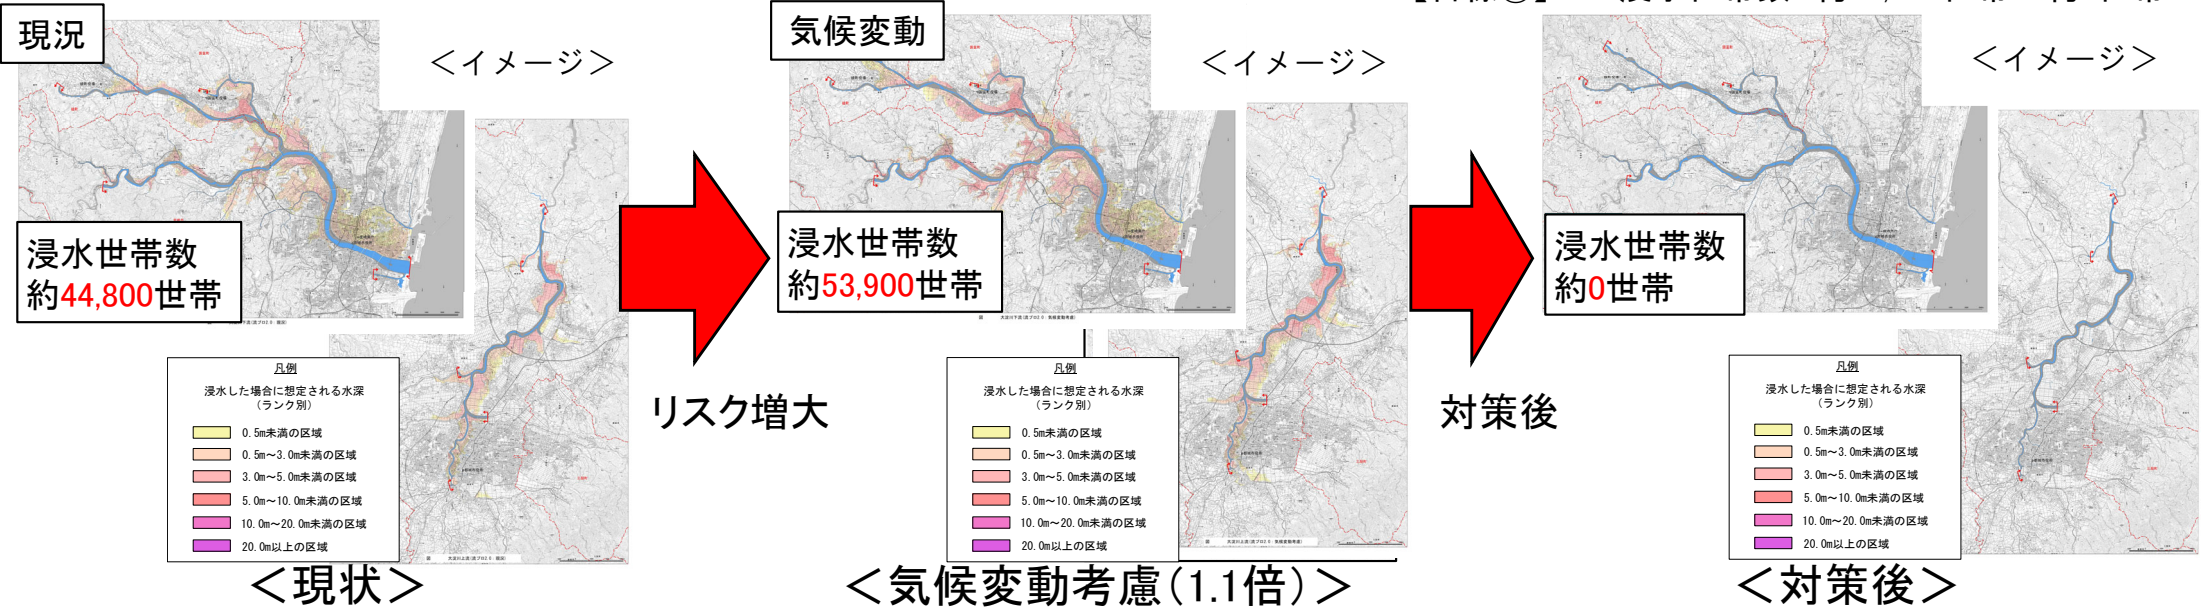 現況
＜イメージ＞
浸水世帯数
約44,800世帯
凡例
浸水した場合に想定される水深
（ランク別）
0.5m未満の区域
0.5m～3.0m未満の区域
3.0m～5.0m未満の区域
5.0m～10.0m未満の区域
10.0m～20.0m未満の区域
20.0m以上の区域
＜現状＞
リスク増大
気候変動
＜イメージ＞
浸水世帯数
約53,900世帯
凡例
浸水した場合に想定される水深
（ランク別）
0.5m未満の区域
0.5m～3.0m未満の区域
3.0m～5.0m未満の区域
5.0m～10.0m未満の区域
10.0m～20.0m未満の区域
20.0m以上の区域
＜気候変動考慮（1.1倍）＞
対策後
＜イメージ＞
浸水世帯数
約0世帯
凡例
浸水した場合に想定される水深
（ランク別）
0.5m未満の区域
0.5m～3.0m未満の区域
3.0m～5.0m未満の区域
5.0m～10.0m未満の区域
10.0m～20.0m未満の区域
20.0m以上の区域
＜対策後＞